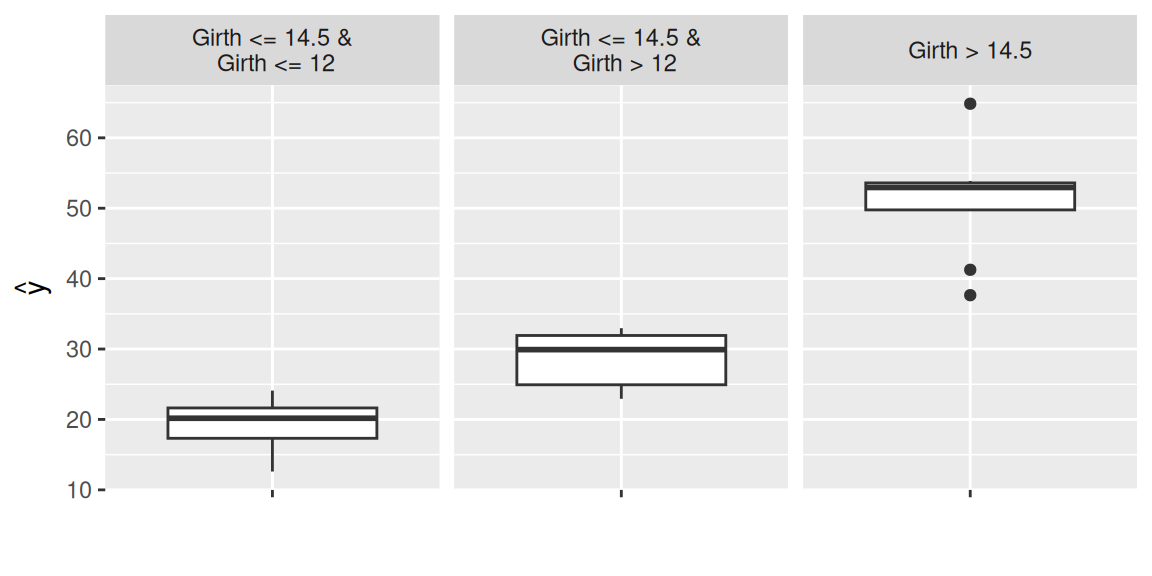 Girth <= 14.5 &
Girth <= 12
Girth <= 14.5 &
Girth > 12
Girth > 14.5
60
50
40
30
20
10
ŷ